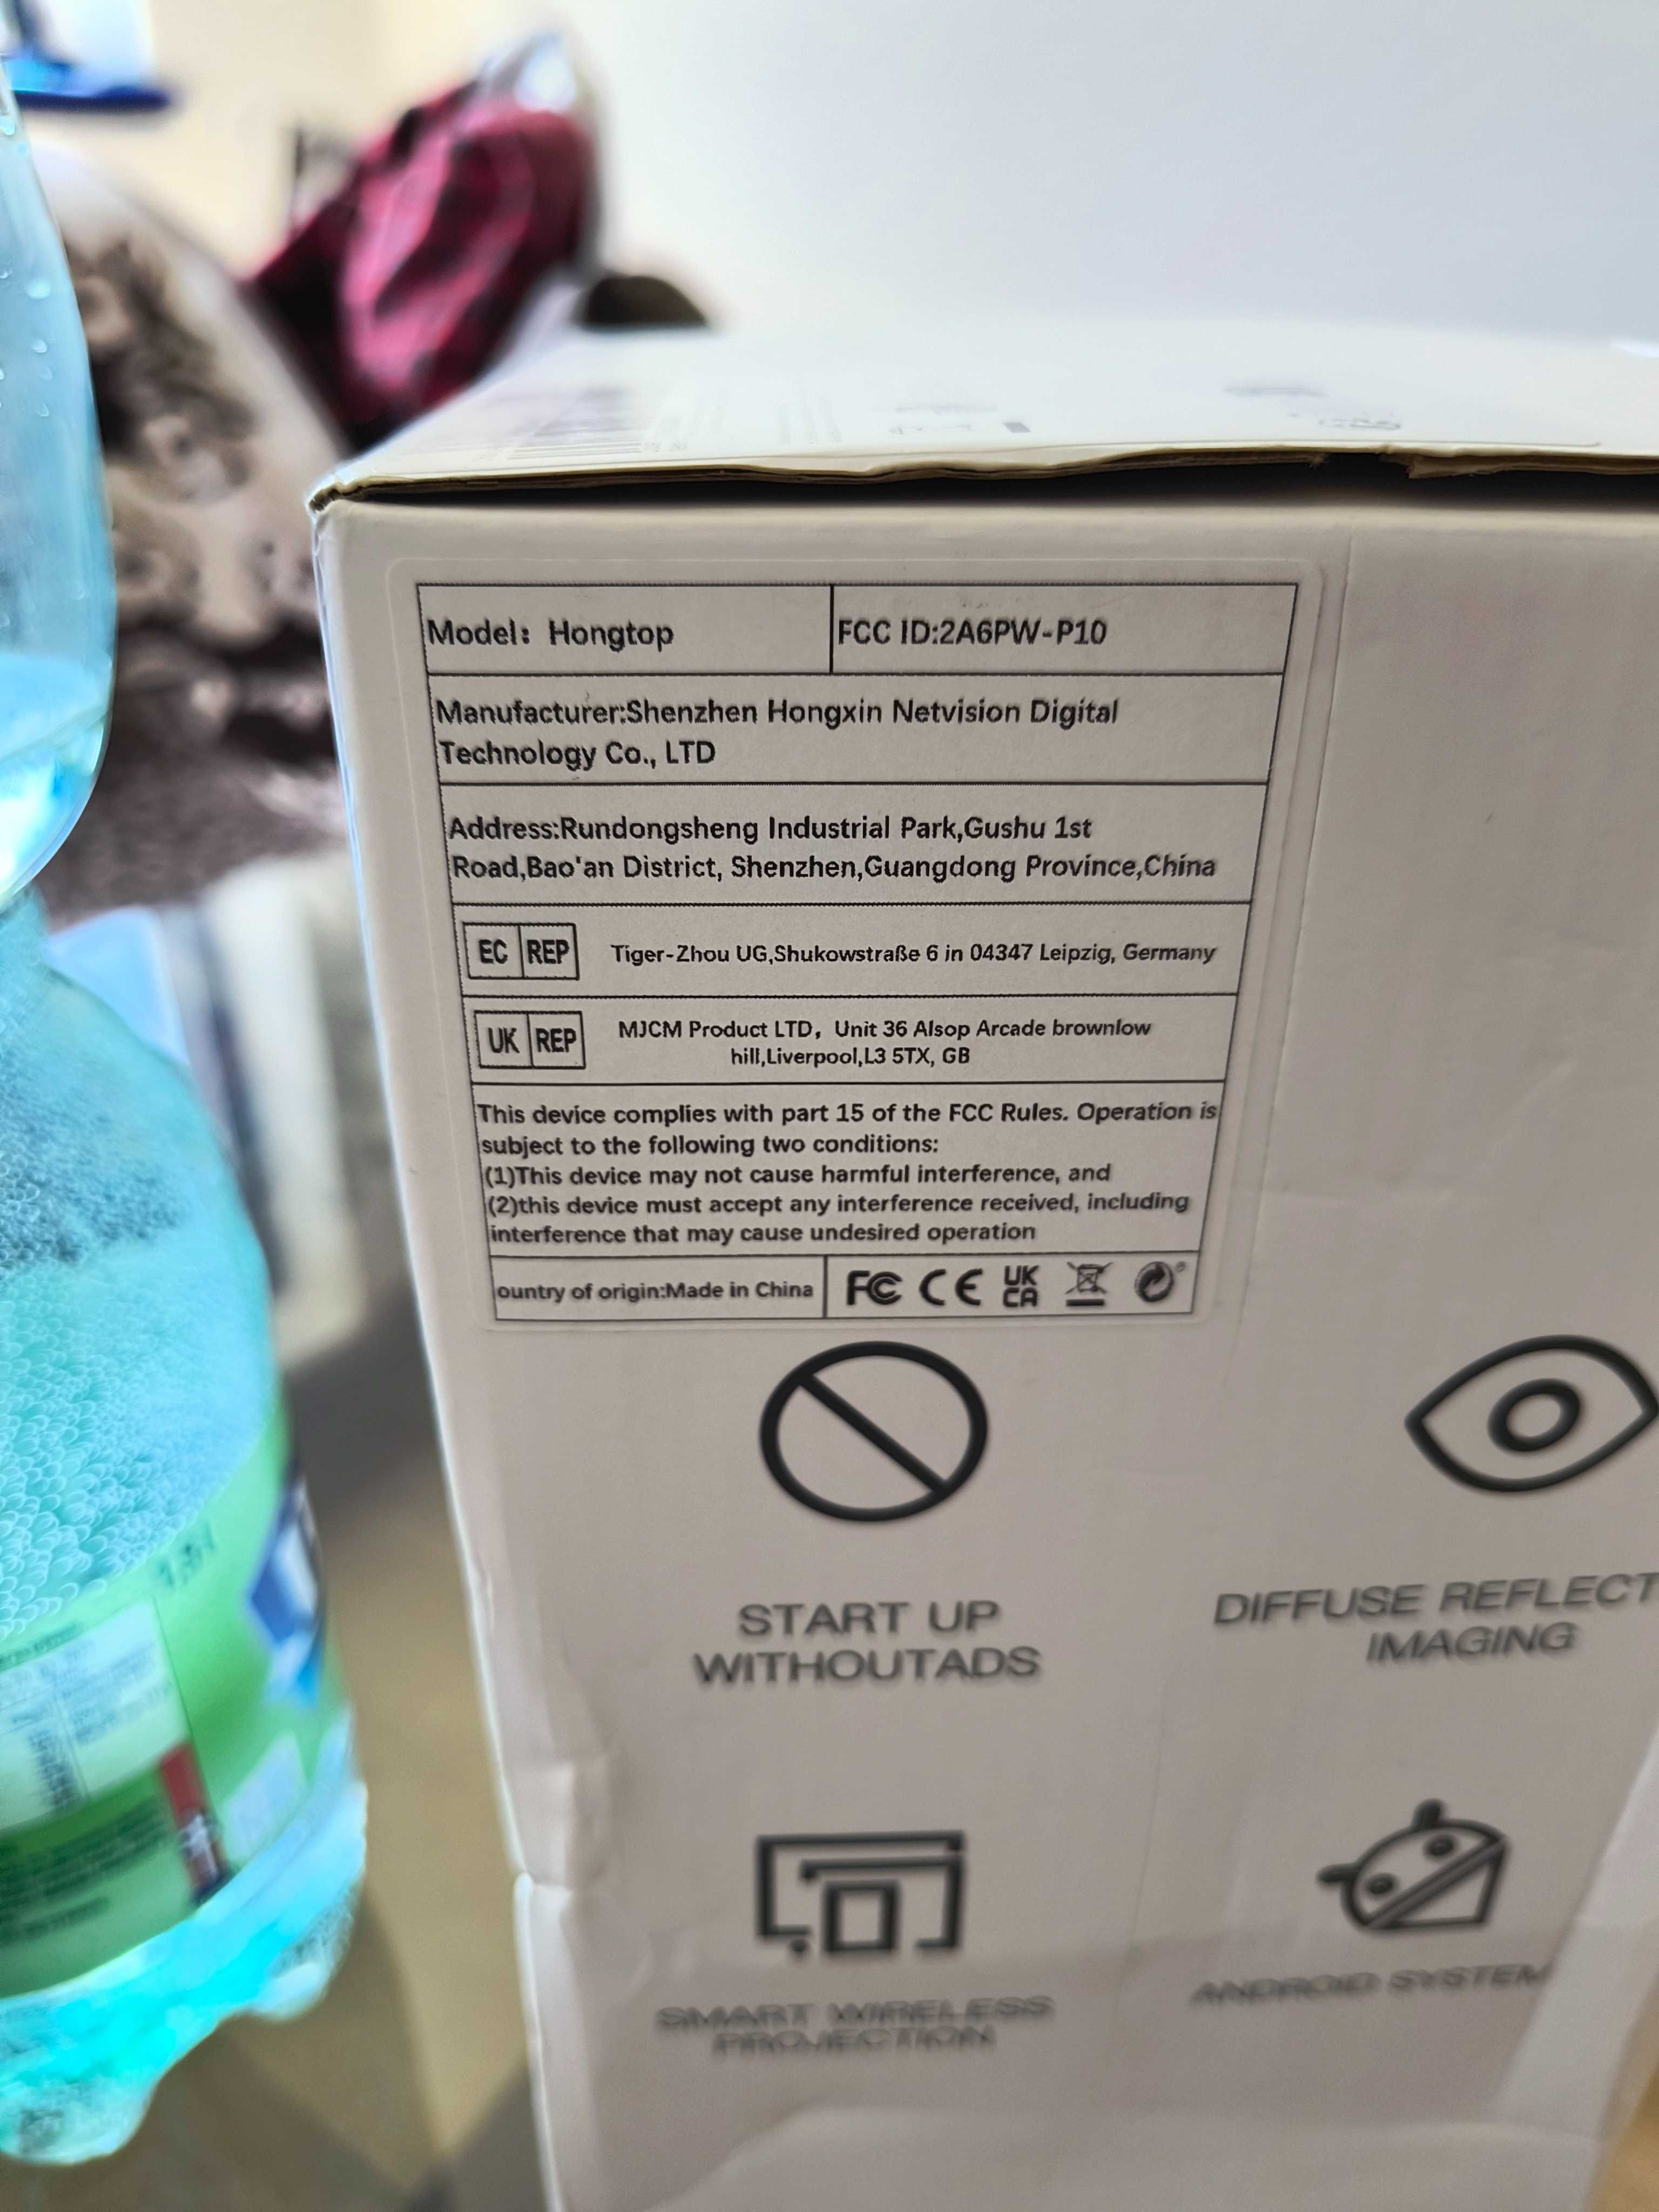 Model: Hongtop
FCC ID:2A6PW-P10
Manufacturer:Shenzhen Hongxin Netvision Digital
Technology Co., LTD
Address:Rundongsheng Industrial Park,Gushu 1st
Road,Bao'an District, Shenzhen,Guangdong Province,China
EC REP
Tiger-Zhou UG,Shukowstraße 6 in 04347 Leipzig, Germany
UK REP
MJCM Product LTD, Unit 36 Alsop Arcade brownlow
hill,Liverpool,L3 5TX, GB
This device complies with part 15 of the FCC Rules. Operation is
subject to the following two conditions:
(1)This device may not cause harmful interference, and
(2)this device must accept any interference received, including
interference that may cause undesired operation
ountry of origin:Made in China
FC CE UK
CA
START UP
WITHOUTADS
DIFFUSE REFLECT
IMAGING
SMART WIRELESS
PROJECTION
ANDROID SYSTEM